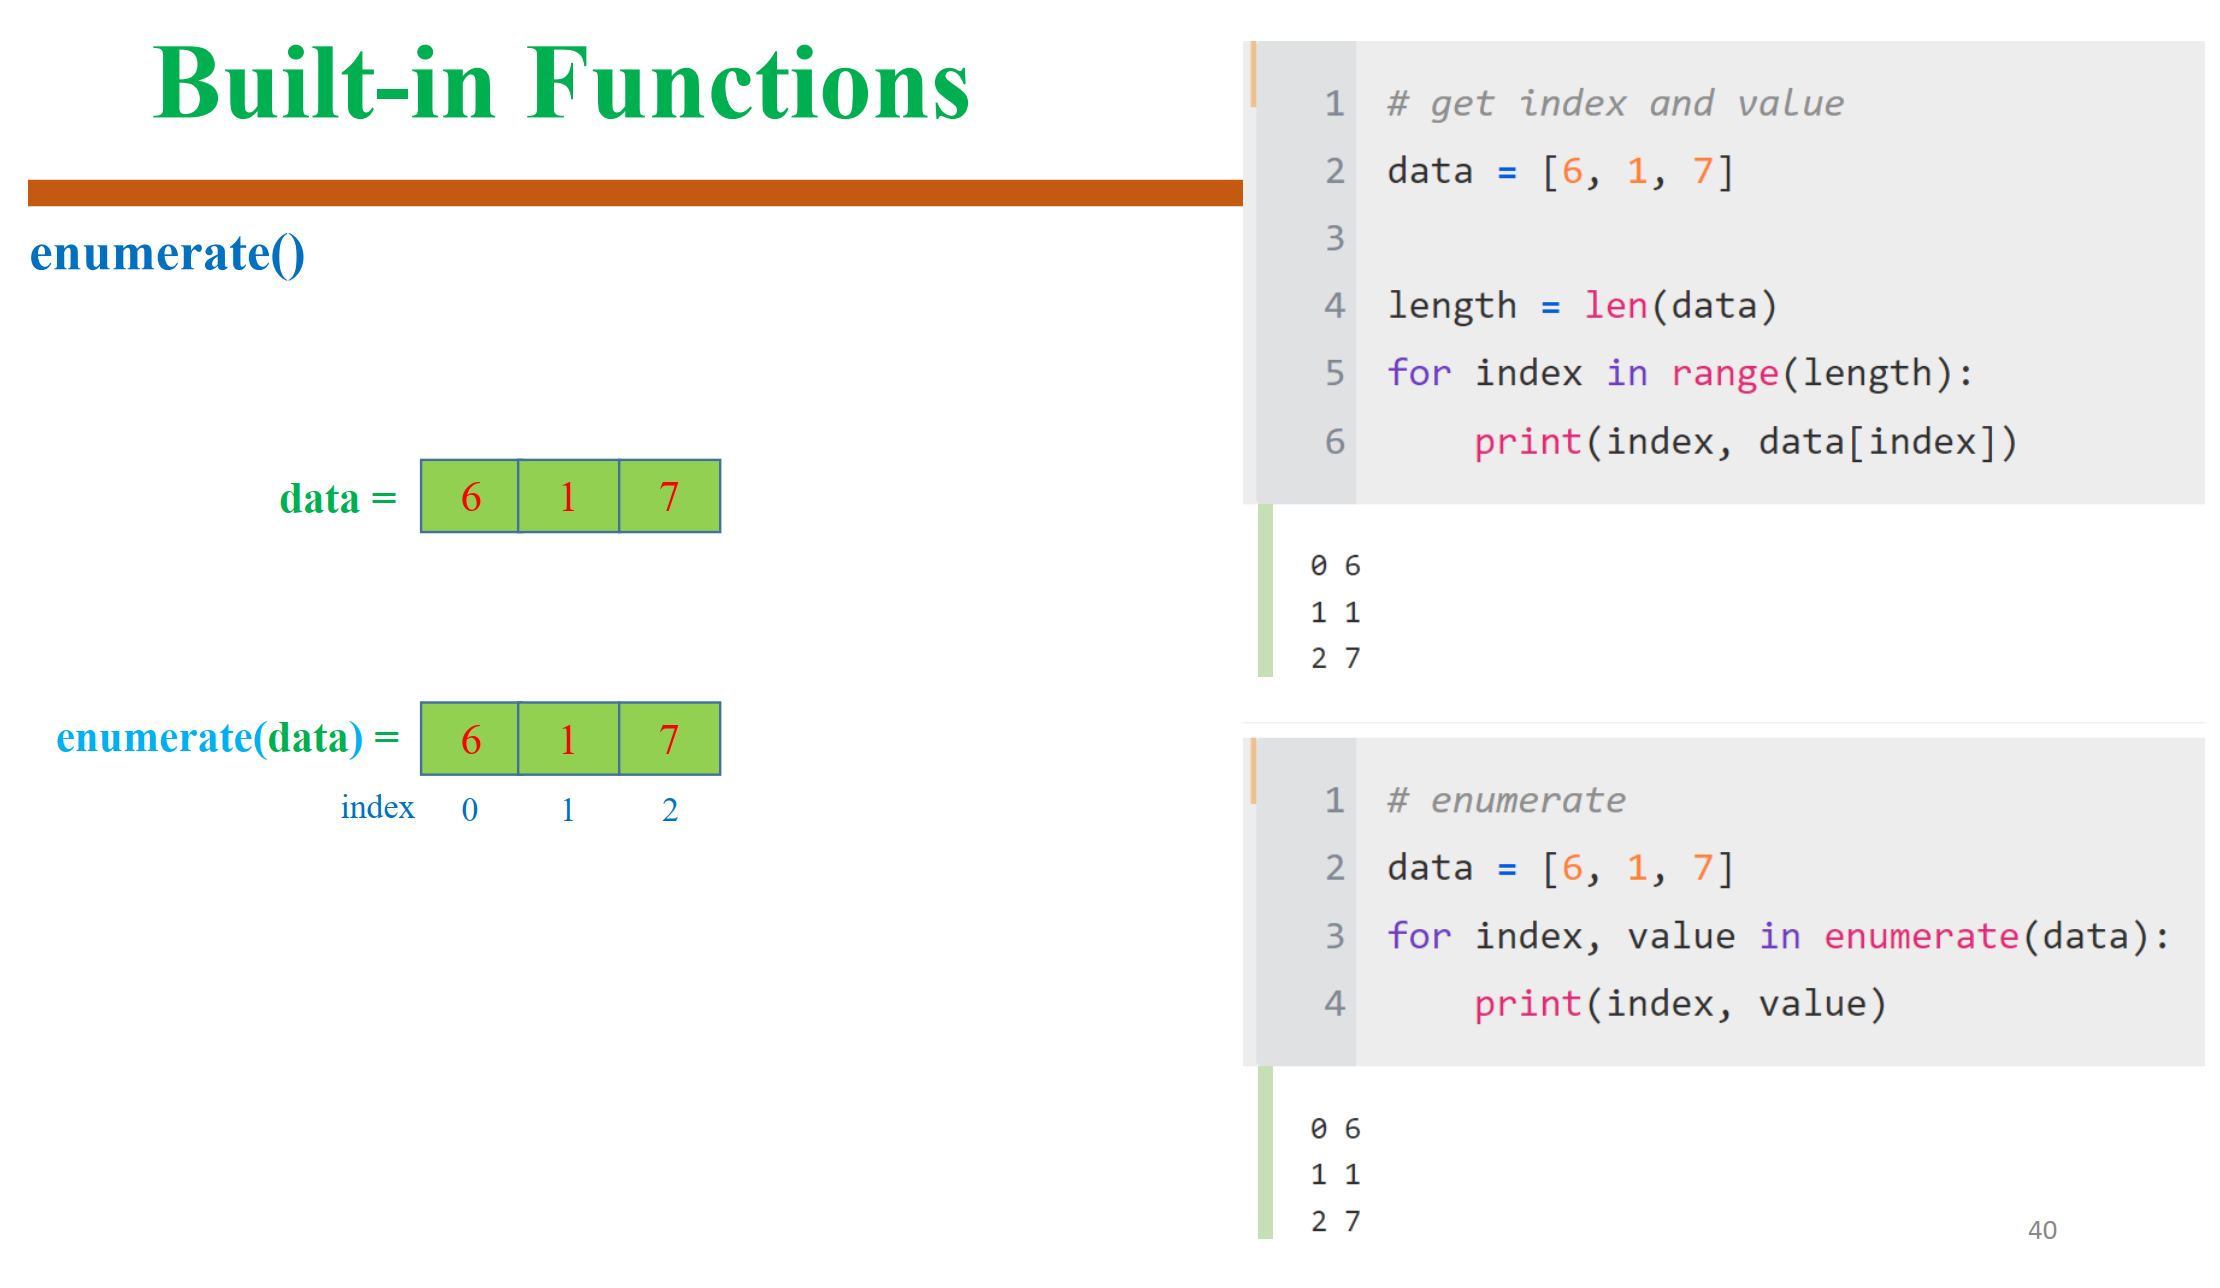 Built-in Functions
enumerate()
data = 6 1 7
enumerate(data) = 6 1 7
index 0 1 2
1 # get index and value
2 data = [6, 1, 7]
3
4 length = len(data)
5 for index in range(length):
6     print(index, data[index])
0 6
1 1
2 7
1 # enumerate
2 data = [6, 1, 7]
3 for index, value in enumerate(data):
4     print(index, value)
0 6
1 1
2 7
40